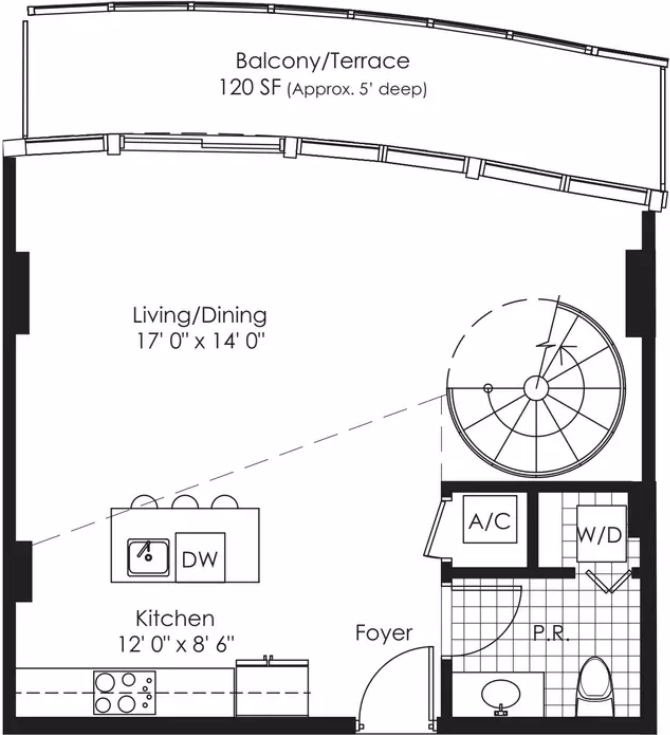 Balcony/Terrace
120 SF (Approx. 5’ deep)
Living/Dining
17' 0" x 14' 0"
A/C
W/D
DW
Kitchen
12' 0" x 8' 6"
Foyer
P.R.